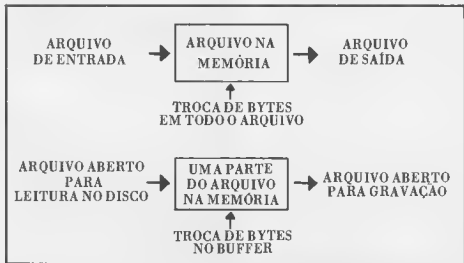 ARQUIVO
DE ENTRADA
ARQUIVO NA
MEMÓRIA
ARQUIVO
DE SAÍDA
TROCA DE BYTES
EM TODO O ARQUIVO
ARQUIVO ABERTO
PARA
LEITURA NO DISCO
UMA PARTE
DO ARQUIVO
NA MEMÓRIA
ARQUIVO ABERTO
PARA GRAVAÇÃO
TROCA DE BYTES
NO BUFFER